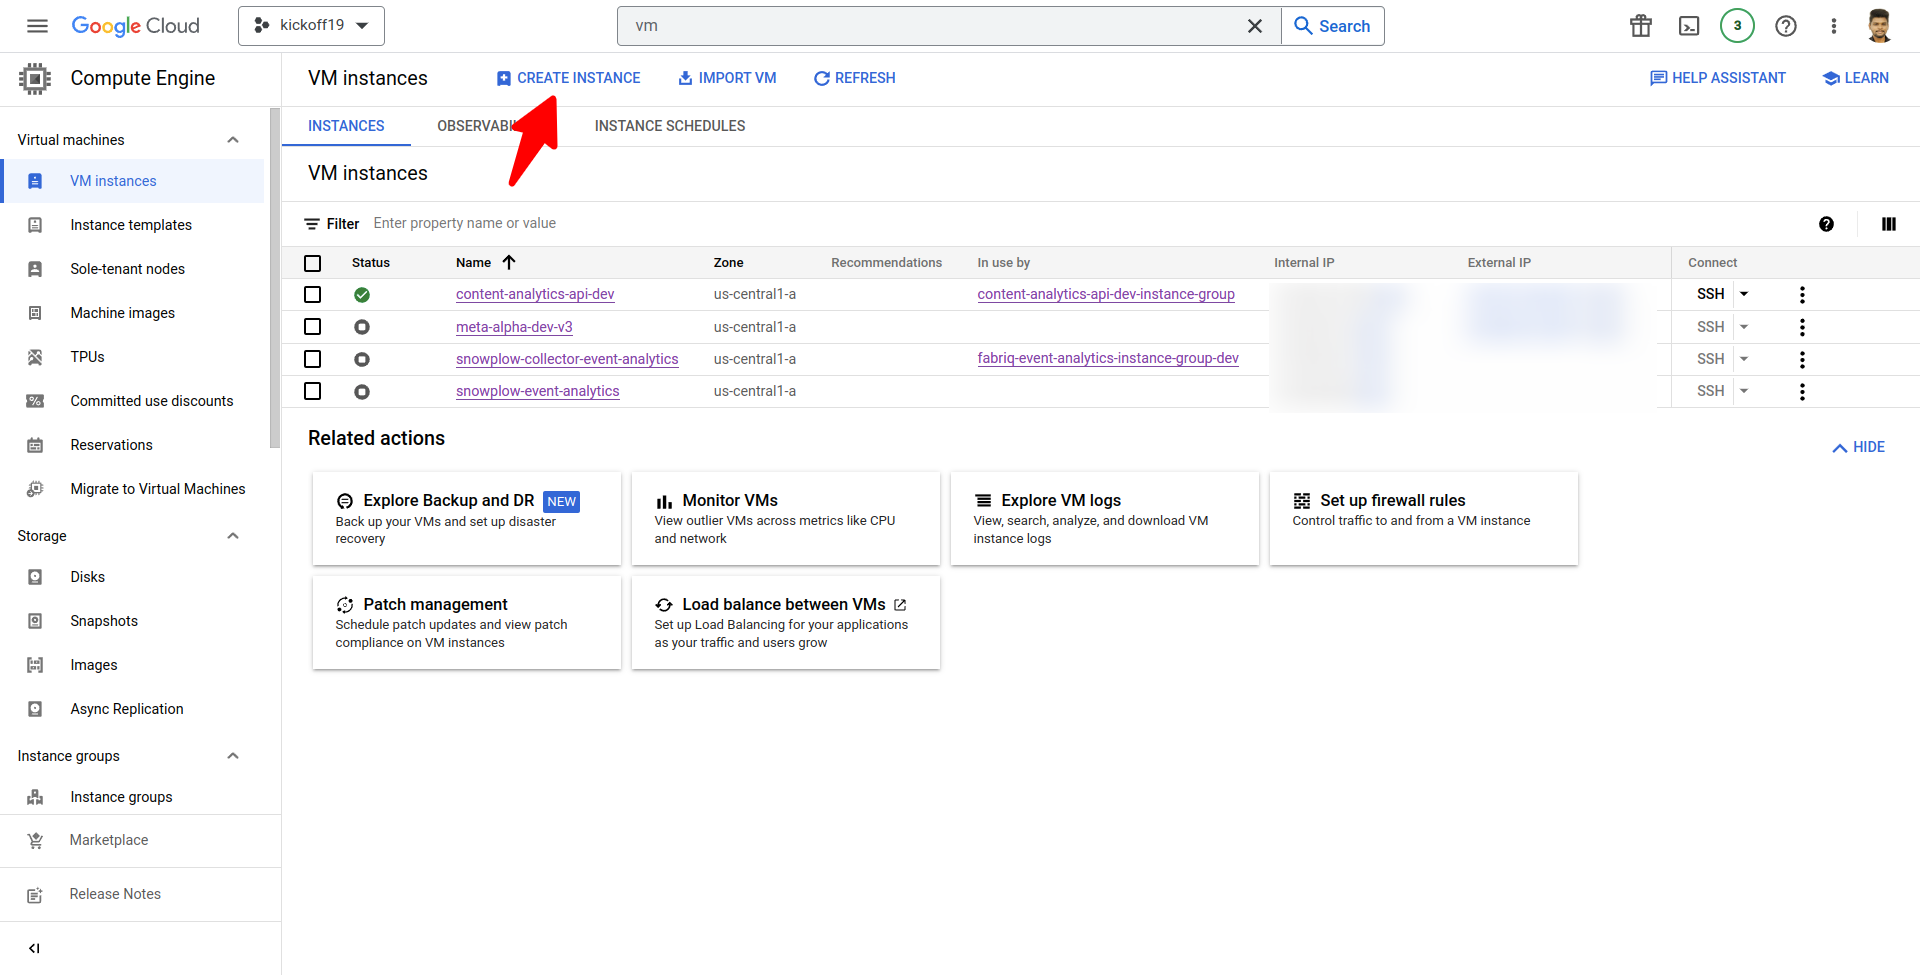 Google Cloud
kickoff19
vm
Search
3
Compute Engine
VM instances
CREATE INSTANCE
IMPORT VM
REFRESH
HELP ASSISTANT
LEARN
Virtual machines
VM instances
Instance templates
Sole-tenant nodes
Machine images
TPUs
Committed use discounts
Reservations
Migrate to Virtual Machines
Storage
Disks
Snapshots
Images
Async Replication
Instance groups
Instance groups
Marketplace
Release Notes
INSTANCES
INSTANCE SCHEDULES
VM instances
Filter Enter property name or value
Status Name Zone Recommendations In use by Internal IP External IP Connect
content-analytics-api-dev us-central1-a content-analytics-api-dev-instance-group SSH
meta-alpha-dev-v3 us-central1-a SSH
snowplow-collector-event-analytics us-central1-a fabriq-event-analytics-instance-group-dev SSH
snowplow-event-analytics us-central1-a SSH
Related actions
HIDE
Explore Backup and DR NEW
Back up your VMs and set up disaster
recovery
Monitor VMs
View outlier VMs across metrics like CPU
and network
Explore VM logs
View, search, analyze, and download VM
instance logs
Set up firewall rules
Control traffic to and from a VM instance
Patch management
Schedule patch updates and view patch
compliance on VM instances
Load balance between VMs
Set up Load Balancing for your applications
as your traffic and users grow